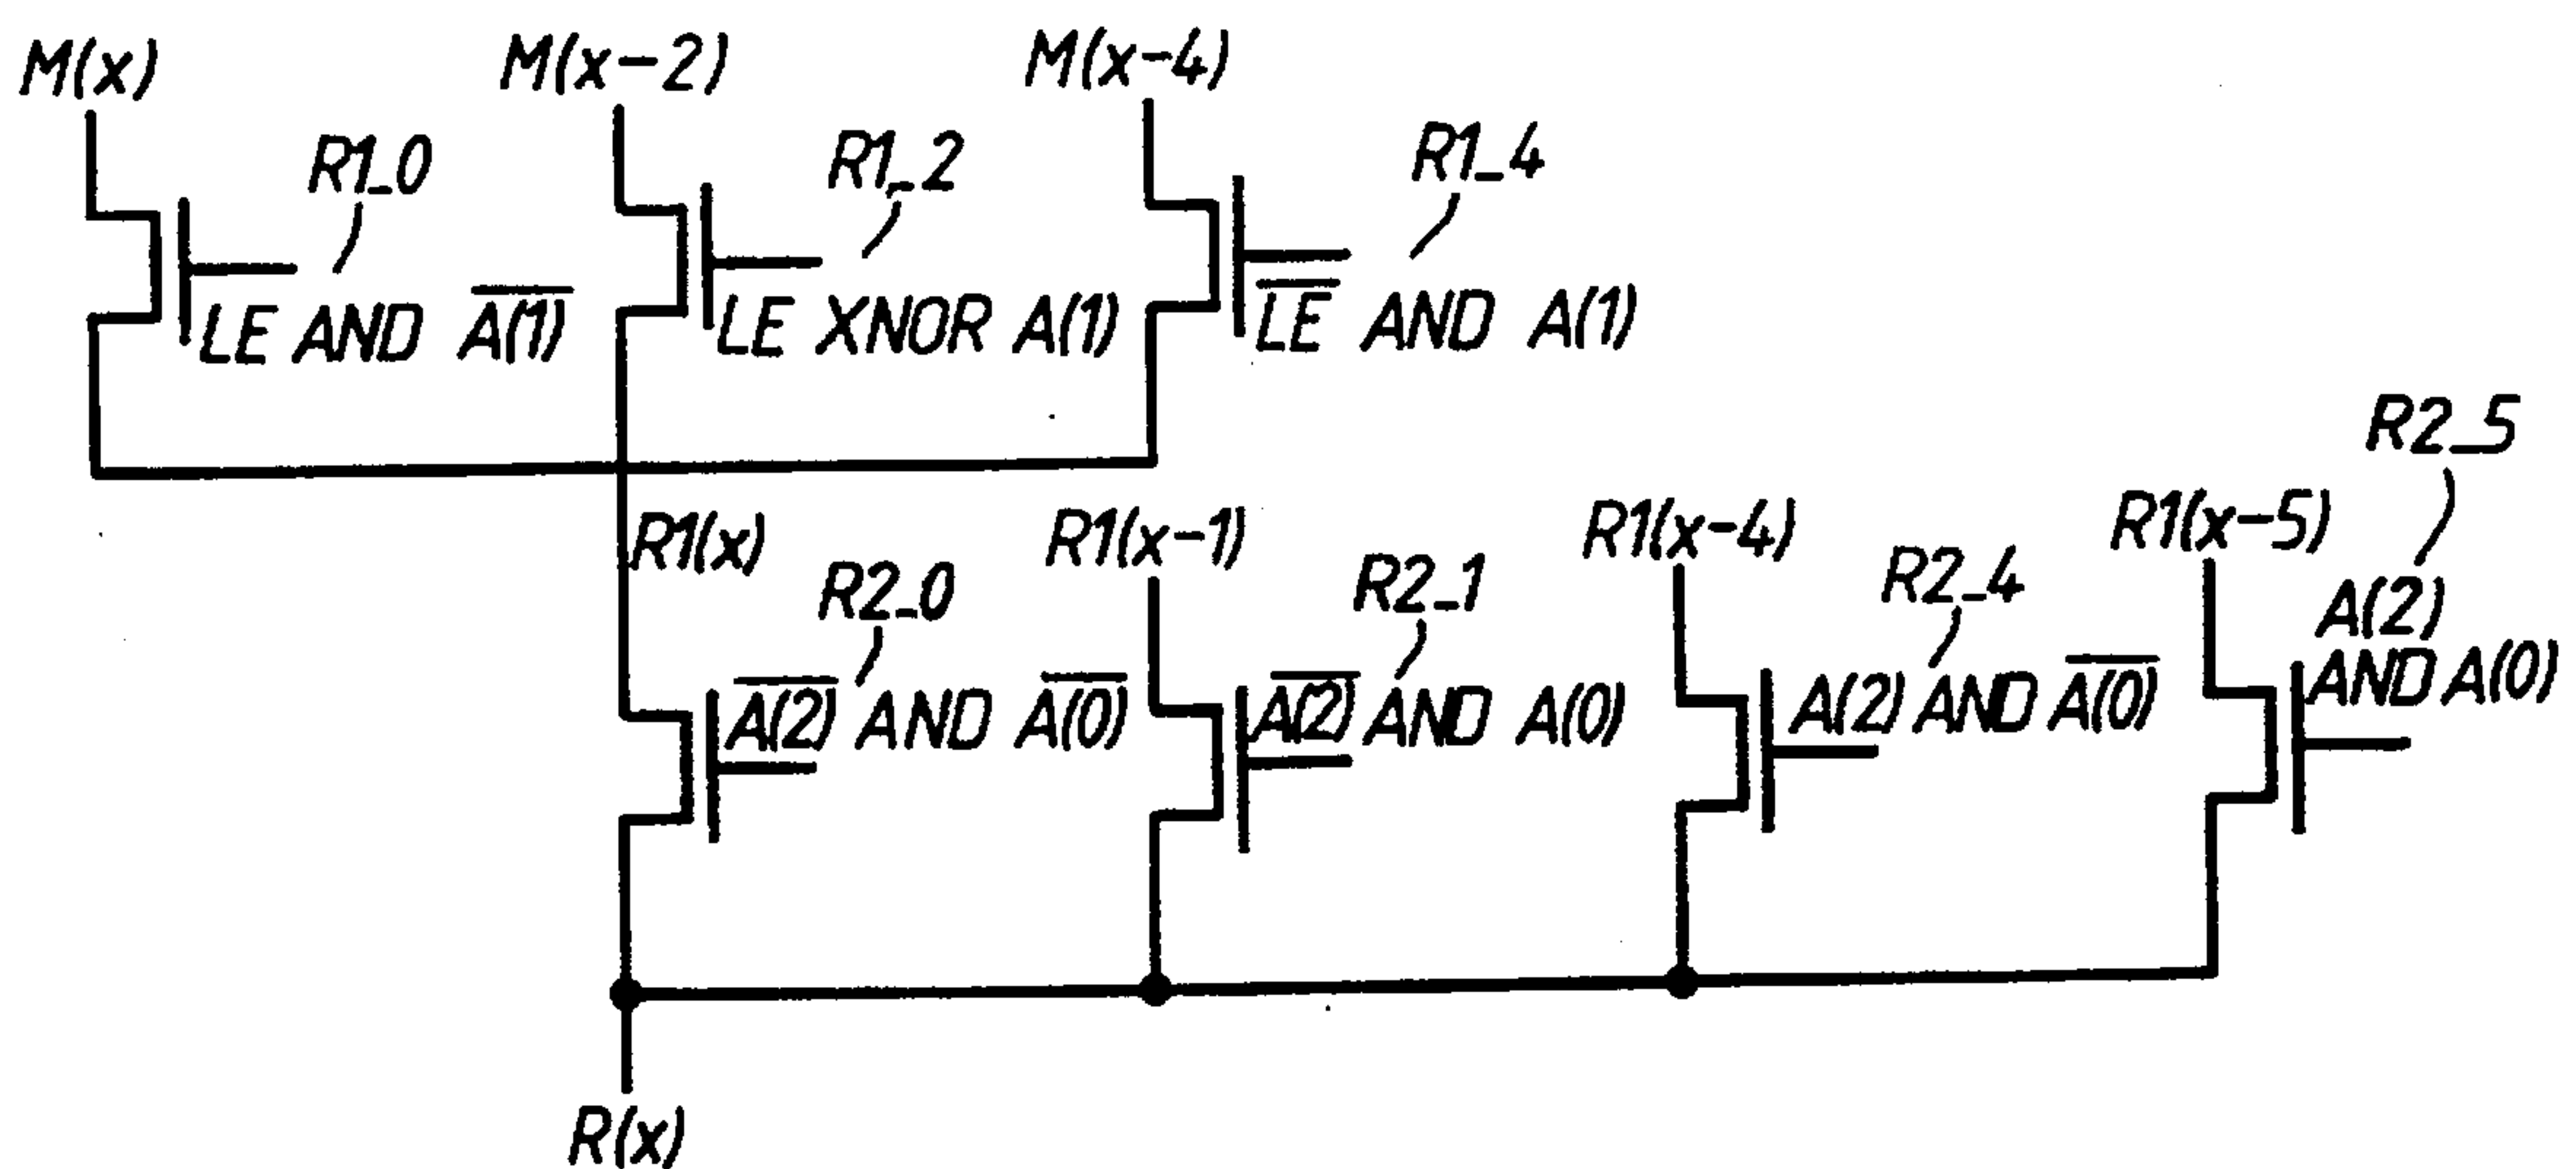 M(x)
M(x-2)
M(x-4)
R1_0
R1_2
R1_4
LE AND A̅(̅1̅)̅
LE XNOR A(1)
L̅E̅ AND A(1)
R2_5
R1(x)
R1(x-1)
R1(x-4)
R1(x-5)
R2_0
R2_1
R2_4
A̅(̅2̅)̅ AND A̅(̅0̅)̅
A̅(̅2̅)̅ AND A(0)
A(2) AND A̅(̅0̅)̅
A(2)
AND A(0)
R(x)